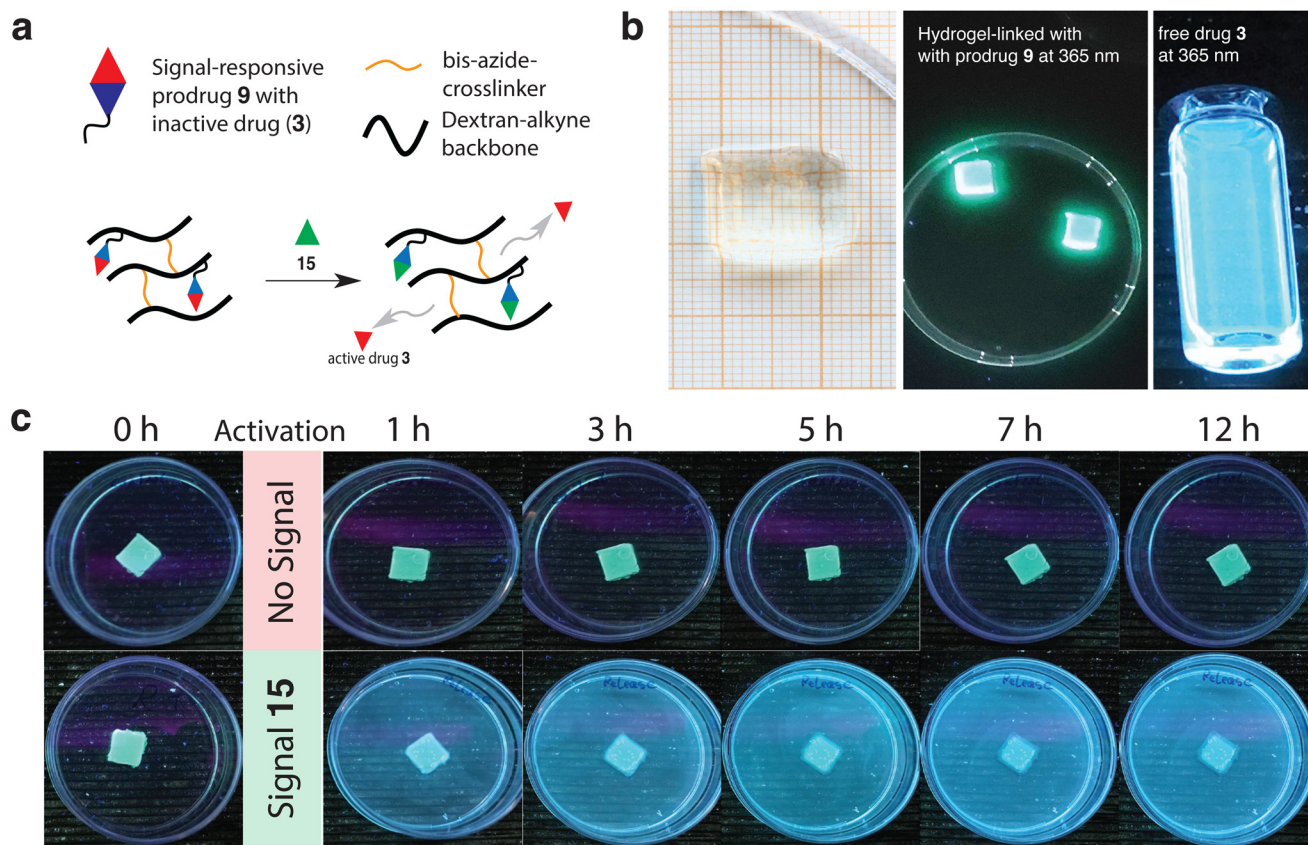 a
Signal-responsive
prodrug 9 with
inactive drug (3)
bis-azide-
crosslinker
Dextran-alkyne
backbone
15
active drug 3
b
Hydrogel-linked with
with prodrug 9 at 365 nm
free drug 3
at 365 nm
c
0 h
Activation
1 h
3 h
5 h
7 h
12 h
No Signal
Signal 15
Release
Release
Release
Release
Release